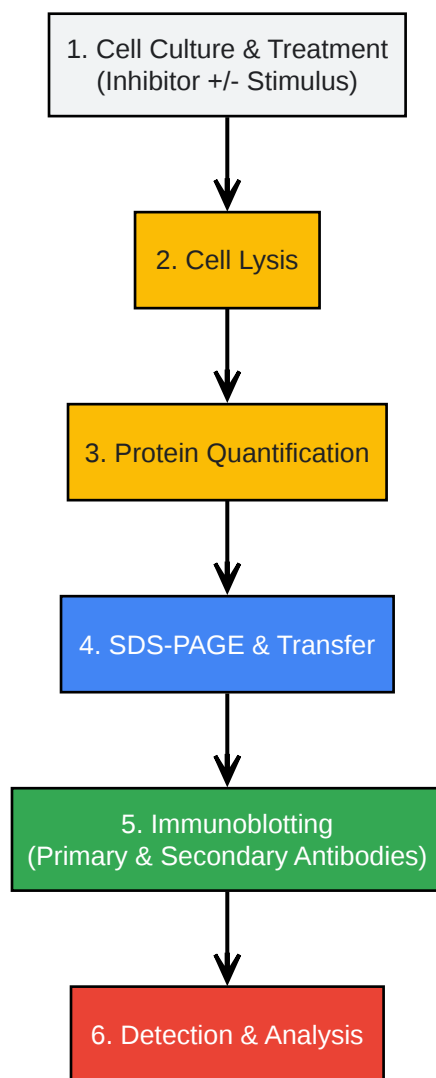 1. Cell Culture & Treatment
(Inhibitor +/- Stimulus)
2. Cell Lysis
3. Protein Quantification
4. SDS-PAGE & Transfer
5. Immunoblotting
(Primary & Secondary Antibodies)
6. Detection & Analysis